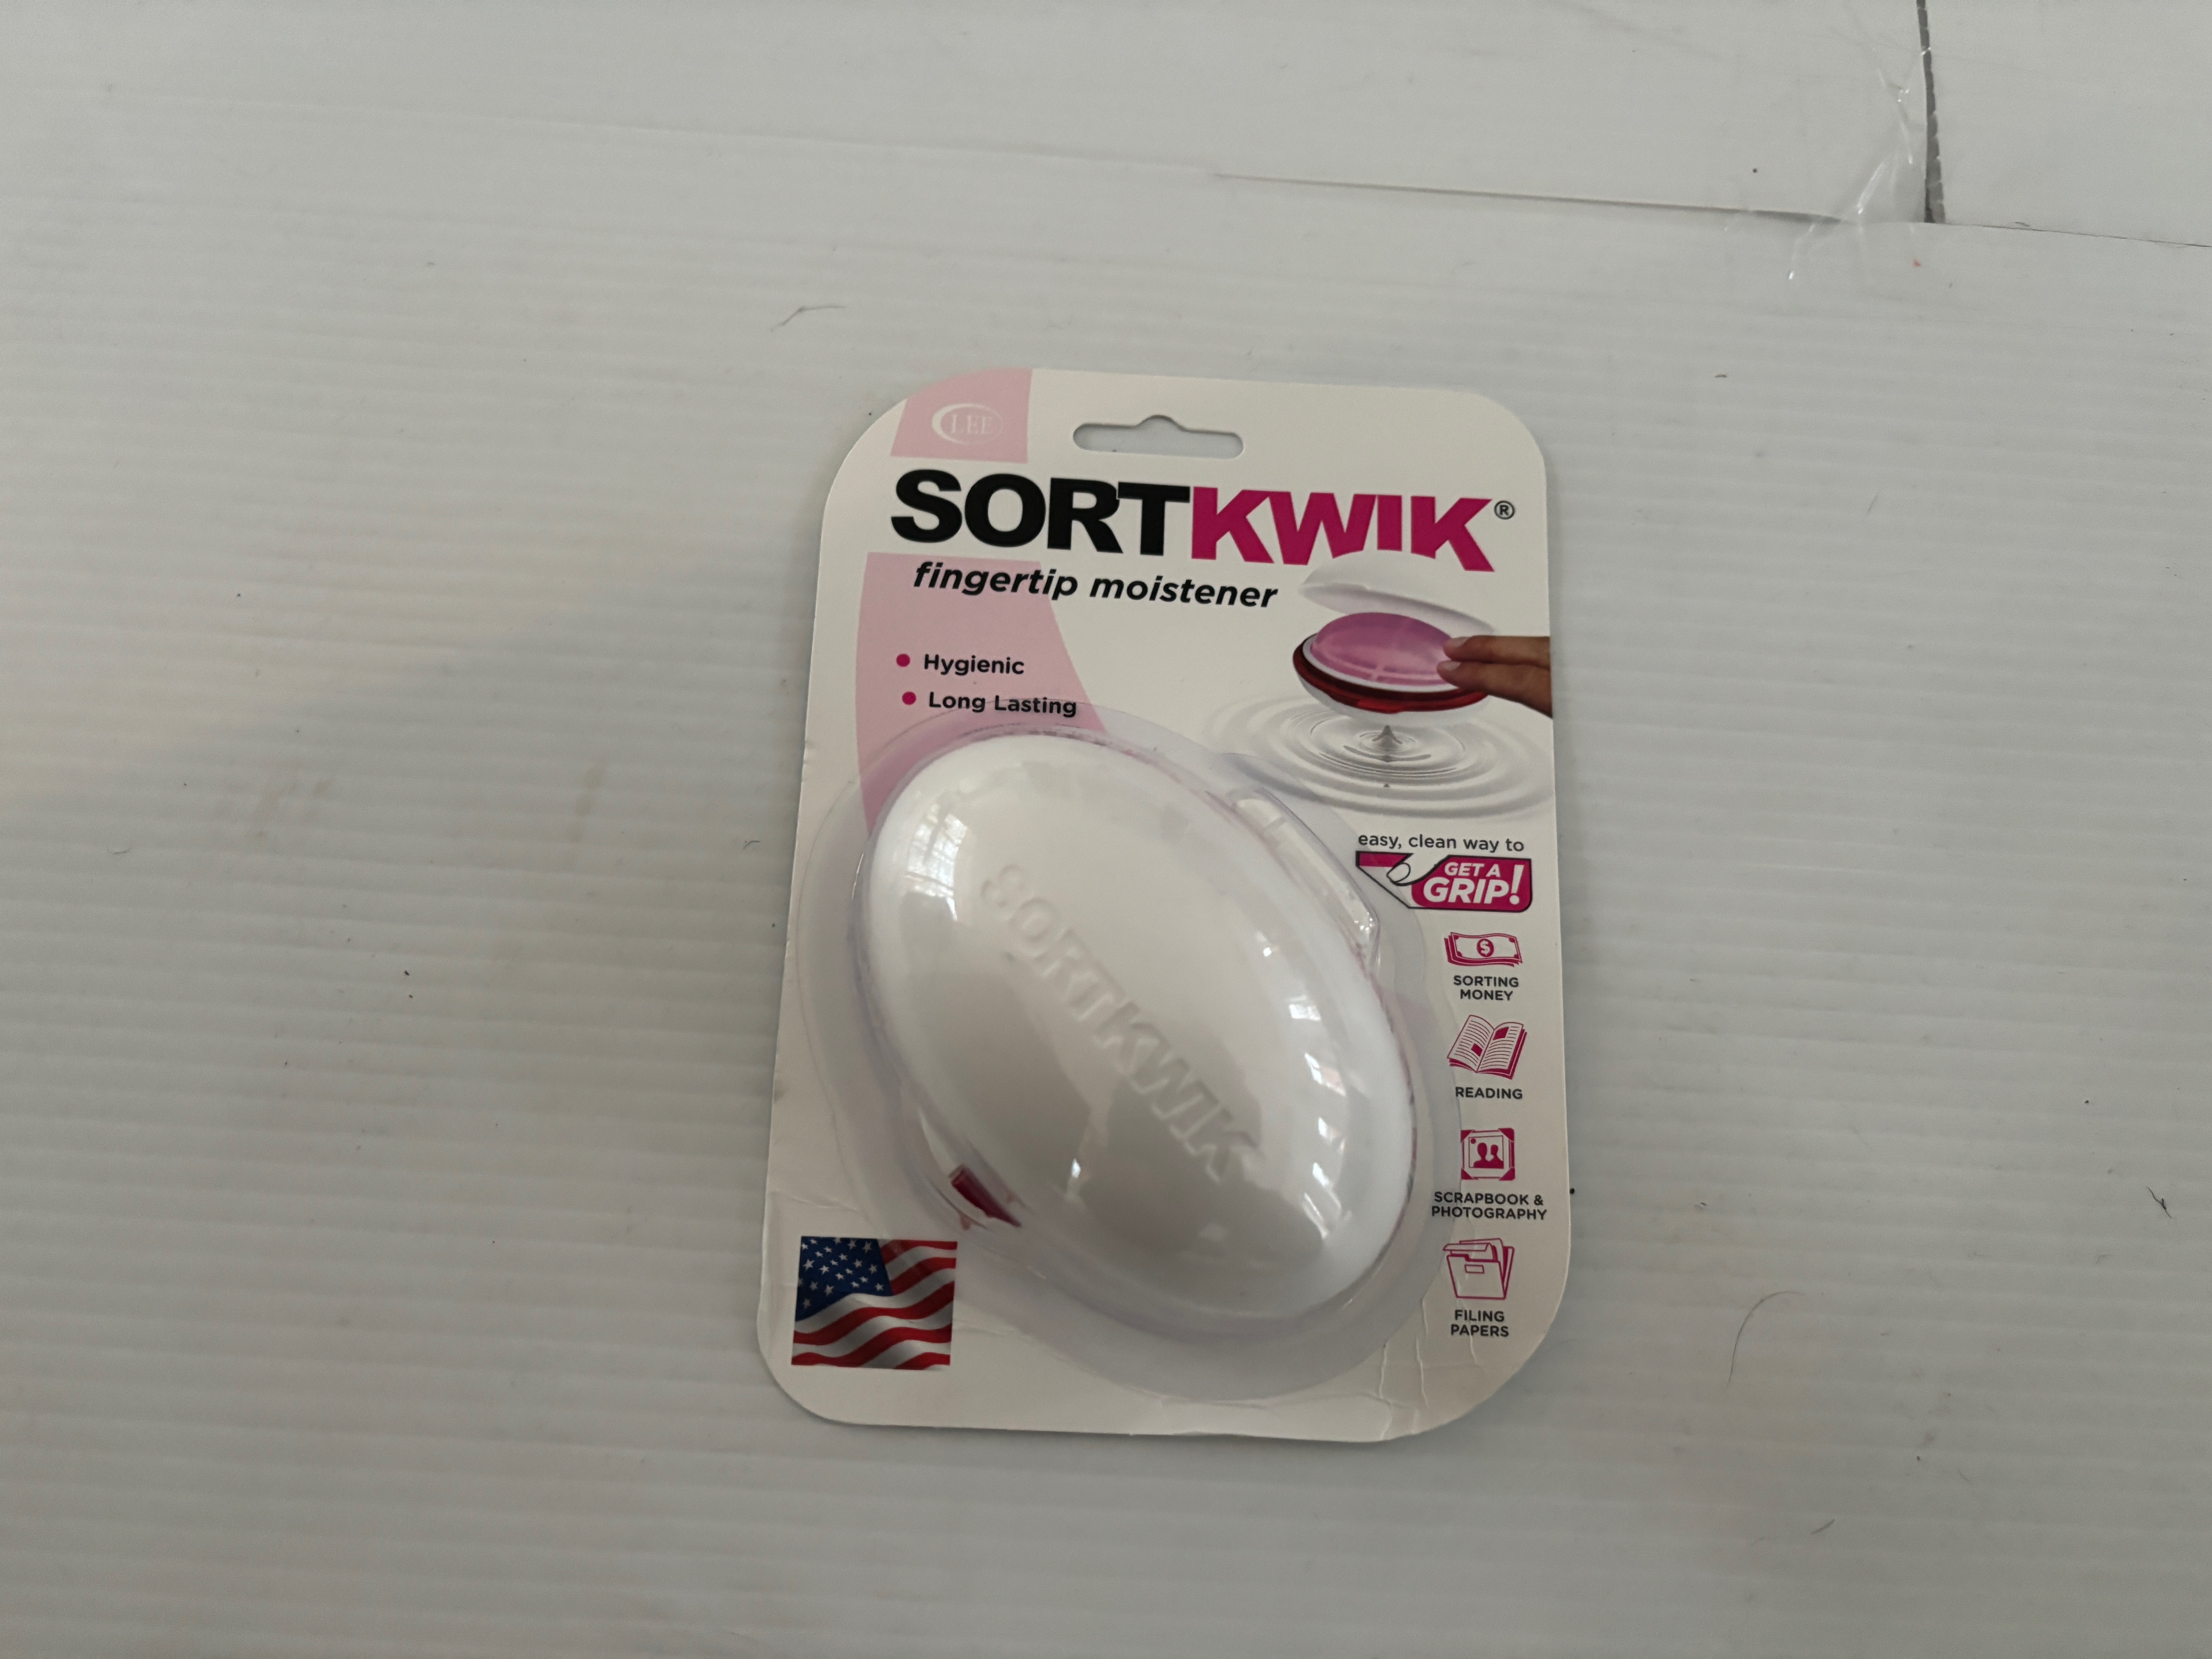 LEE
SORTKWIK®
fingertip moistener
Hygienic
Long Lasting
easy, clean way to
GET A
GRIP!
$
SORTING
MONEY
READING
SCRAPBOOK &
PHOTOGRAPHY
FILING
PAPERS
SORTKWIK